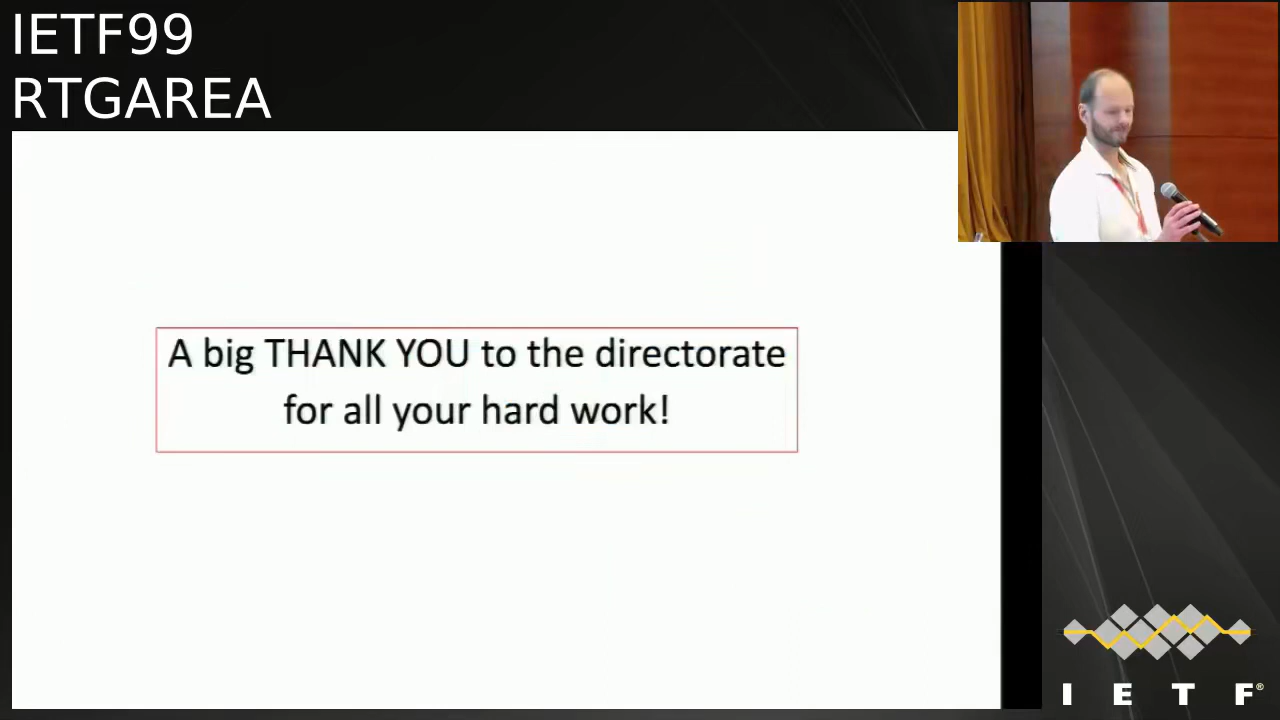 IETF99
RTGAREA
A big THANK YOU to the directorate
for all your hard work!
I E T F®